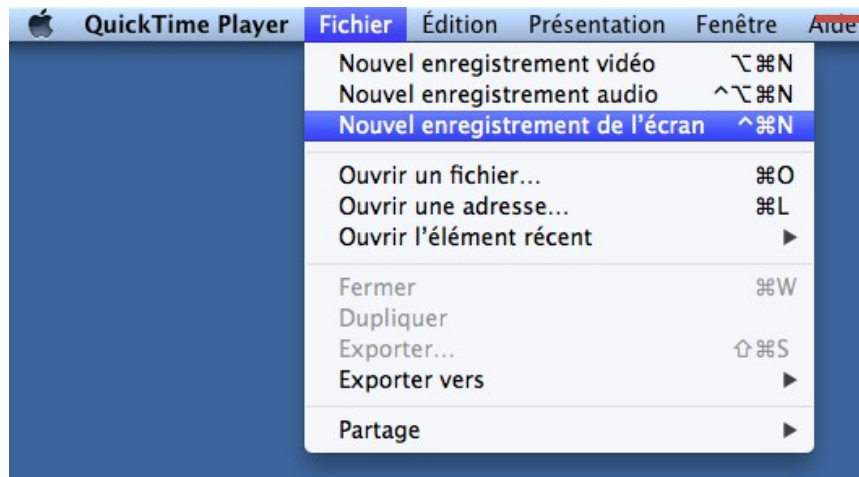 QuickTime Player Fichier Édition Présentation Fenêtre Aide
Nouvel enregistrement vidéo ⌥⌘N
Nouvel enregistrement audio ^⌥⌘N
Nouvel enregistrement de l’écran ^⌘N
Ouvrir un fichier… ⌘O
Ouvrir une adresse… ⌘L
Ouvrir l’élément récent ▶
Fermer ⌘W
Dupliquer
Exporter… ⇧⌘S
Exporter vers ▶
Partage ▶